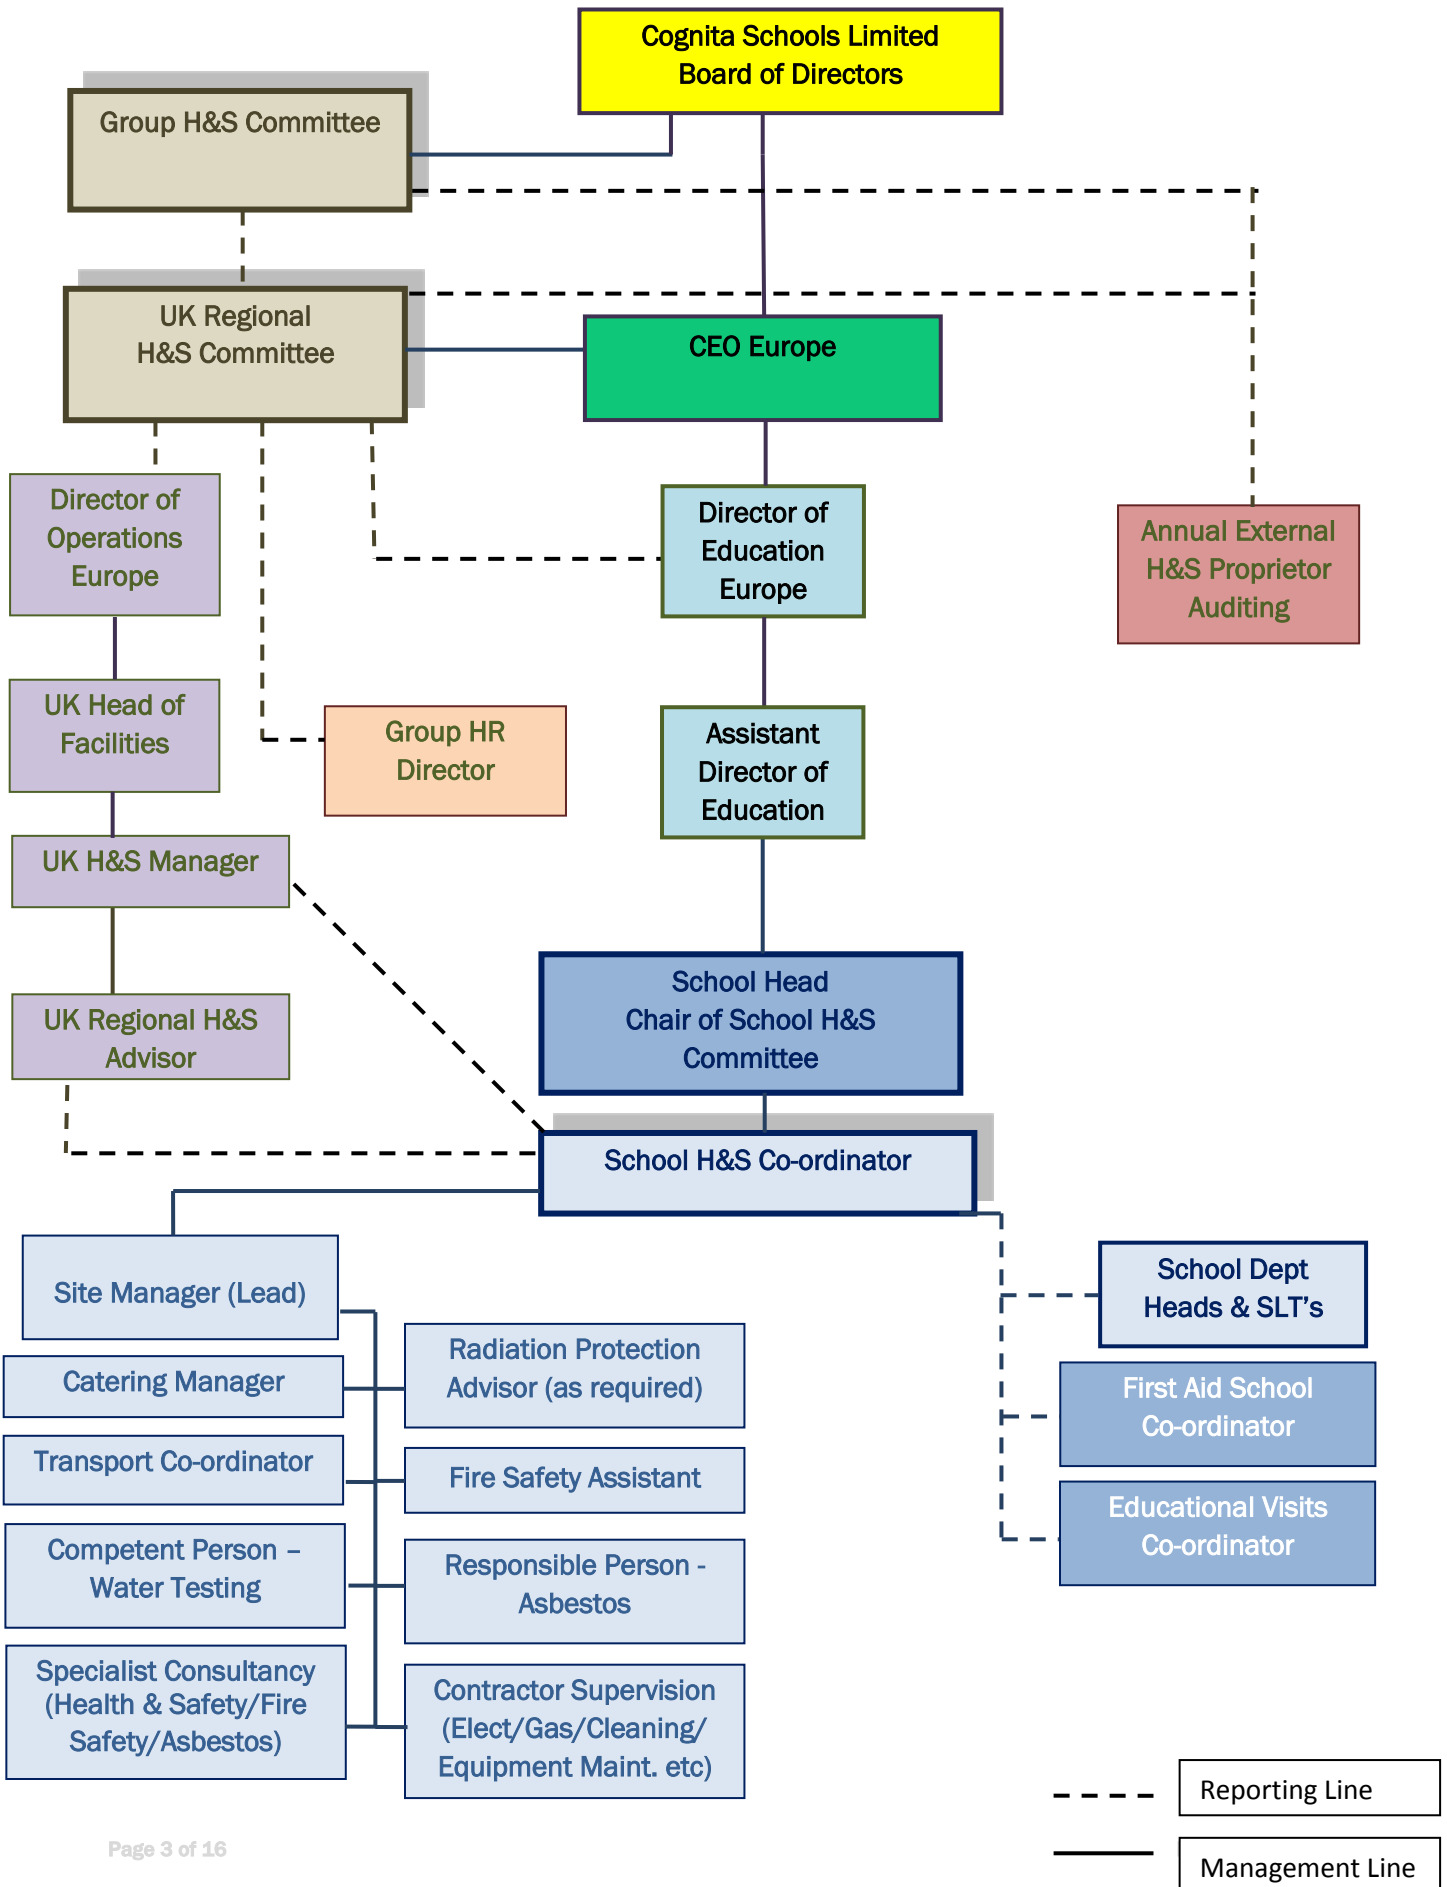 Cognita Schools Limited
Board of Directors
Group H&S Committee
UK Regional
H&S Committee
CEO Europe
Director of
Operations
Europe
Director of
Education
Europe
Annual External
H&S Proprietor
Auditing
UK Head of
Facilities
Group HR
Director
Assistant
Director of
Education
UK H&S Manager
School Head
Chair of School H&S
Committee
UK Regional H&S
Advisor
School H&S Co-ordinator
Site Manager (Lead)
School Dept
Heads & SLT’s
Radiation Protection
Advisor (as required)
Catering Manager
First Aid School
Co-ordinator
Transport Co-ordinator
Fire Safety Assistant
Educational Visits
Co-ordinator
Competent Person –
Water Testing
Responsible Person -
Asbestos
Specialist Consultancy
(Health & Safety/Fire
Safety/Asbestos)
Contractor Supervision
(Elect/Gas/Cleaning/
Equipment Maint. etc)
Reporting Line
Management Line
Page 3 of 16